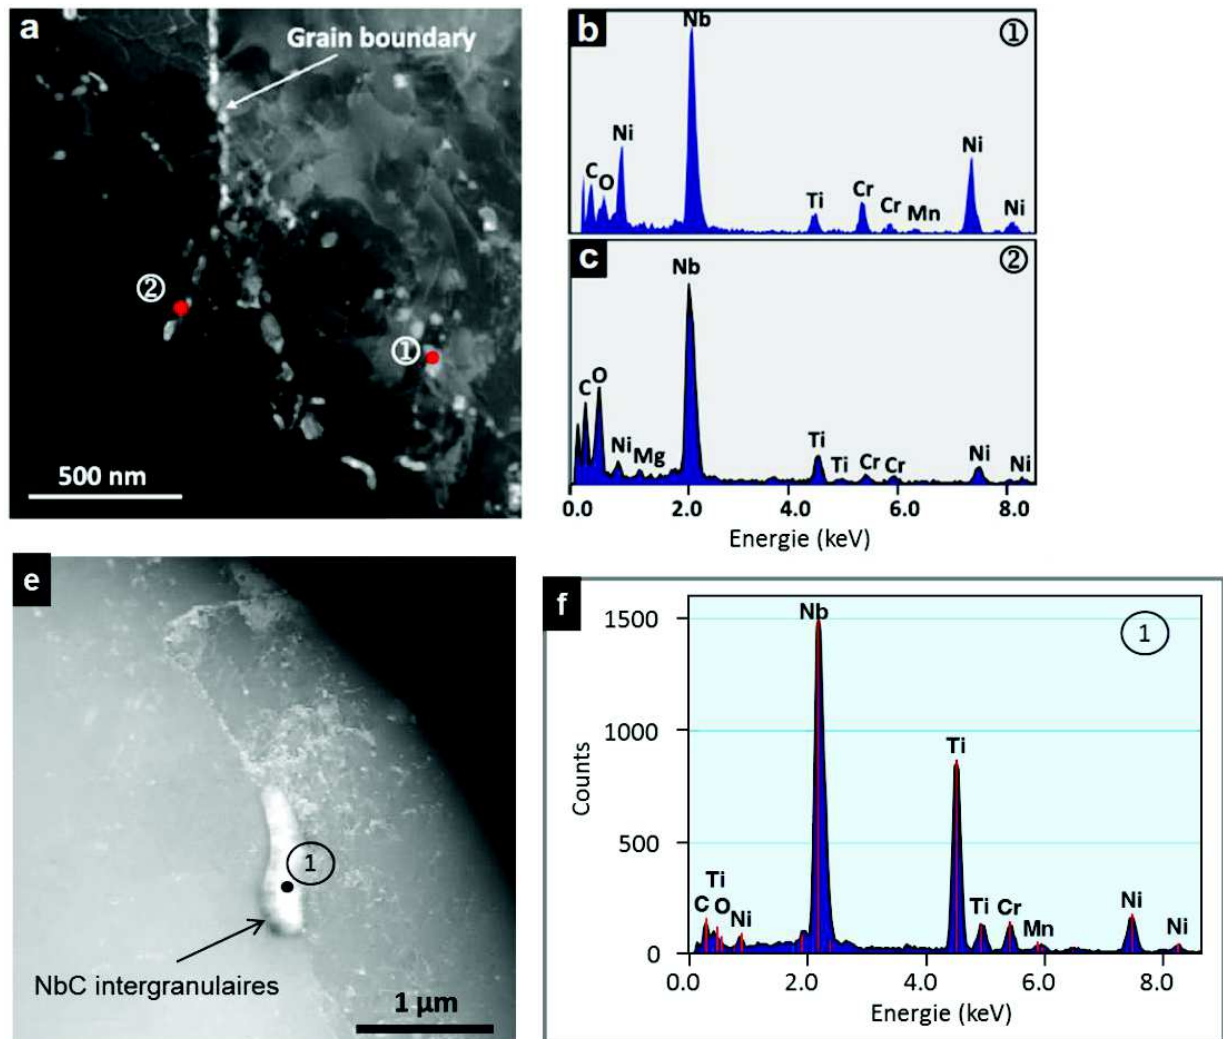 a
Grain boundary
②
①
500 nm
b
①
Nb
Ni
C
O
Ti
Cr
Cr
Mn
Ni
Ni
c
②
Nb
C
O
Ni
Mg
Ti
Ti
Cr
Cr
Ni
Ni
0.0 2.0 4.0 6.0 8.0
Energie (keV)
e
1
NbC intergranulaires
1 µm
f
1
Nb
Ti
Ti
C
O
Ni
Ti
Cr
Mn
Ni
Ni
1500
1000
500
0
Counts
0.0 2.0 4.0 6.0 8.0
Energie (keV)